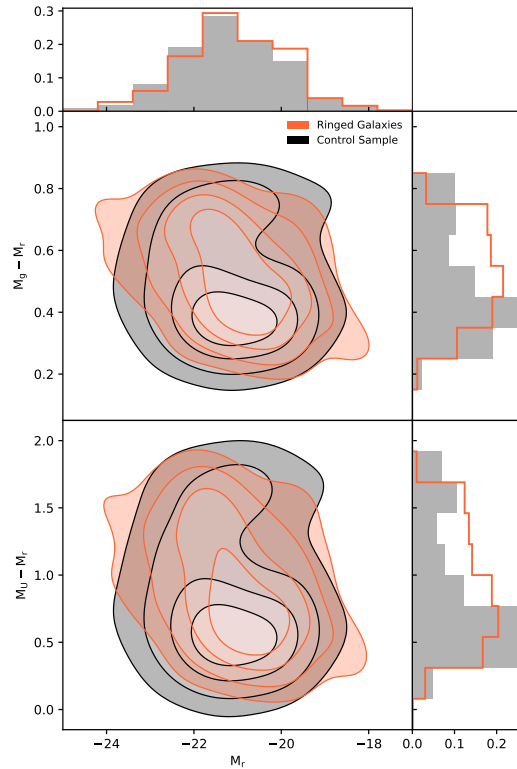 0.3
0.2
0.1
0.0
Ringed Galaxies
Control Sample
1.0
0.8
0.6
0.4
0.2
M_g − M_r
2.0
1.5
1.0
0.5
0.0
M_U − M_r
−24 −22 −20 −18
M_r
0.0 0.1 0.2